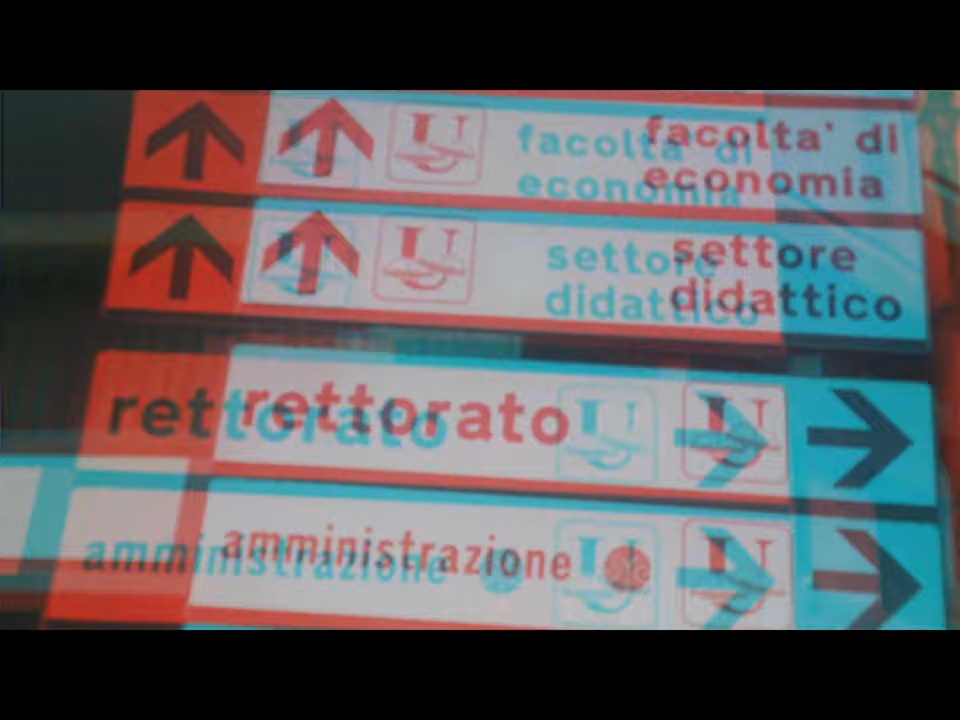 facolta' di
economia
settore
didattico
rettorato
amministrazione